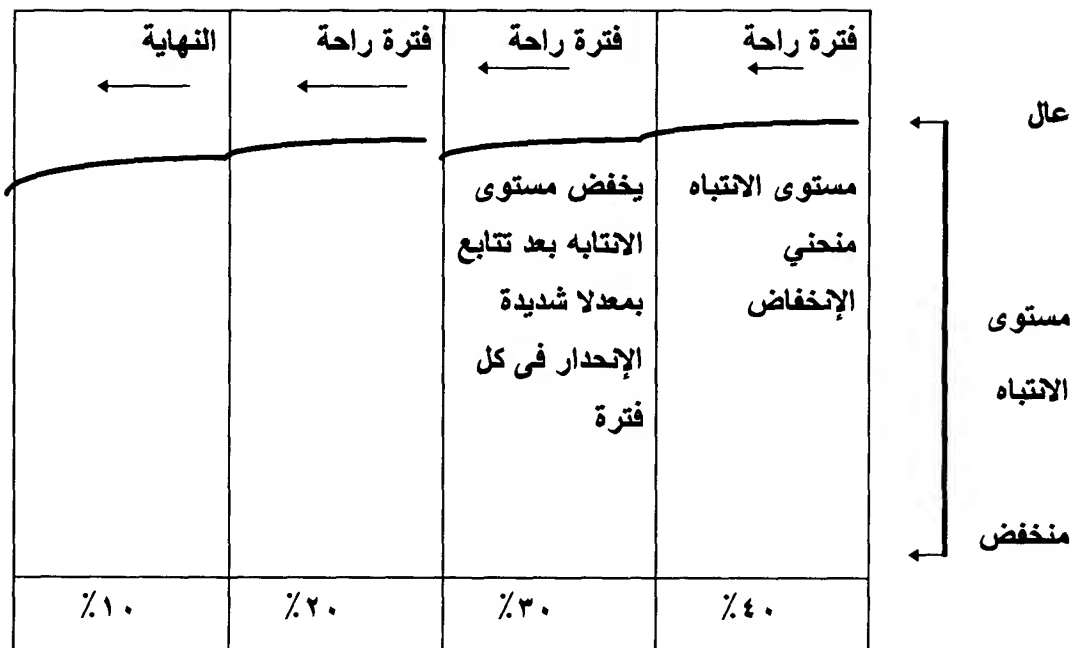 عال
مستوى
الانتباه
منخفض
فترة راحة
مستوى الانتباه
منحني
الإنخفاض
٤٠٪
فترة راحة
يخفض مستوى
الانتابه بعد تتابع
بمعدلا شديدة
الإنحدار فى كل
فترة
٣٠٪
فترة راحة
٢٠٪
النهاية
١٠٪